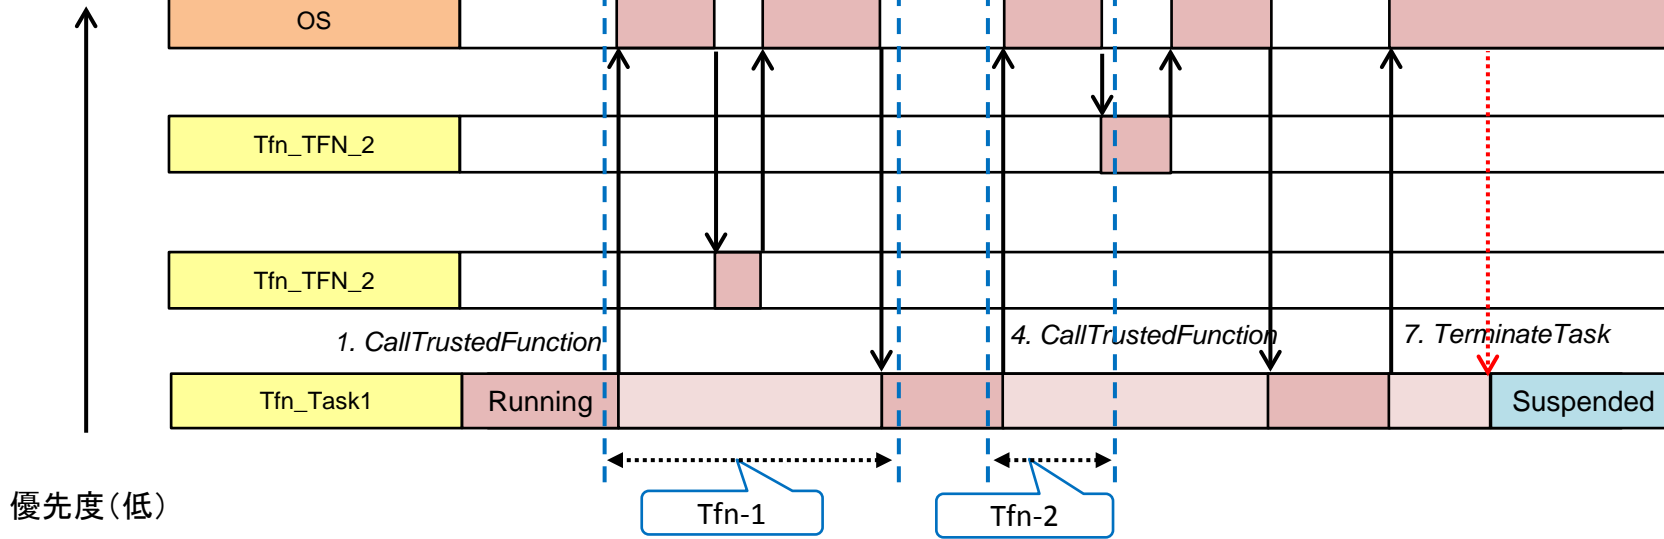 OS
Tfn_TFN_2
Tfn_TFN_2
1. CallTrustedFunction
4. CallTrustedFunction
7. TerminateTask
Tfn_Task1
Running
Suspended
Tfn-1
Tfn-2
優先度(低)